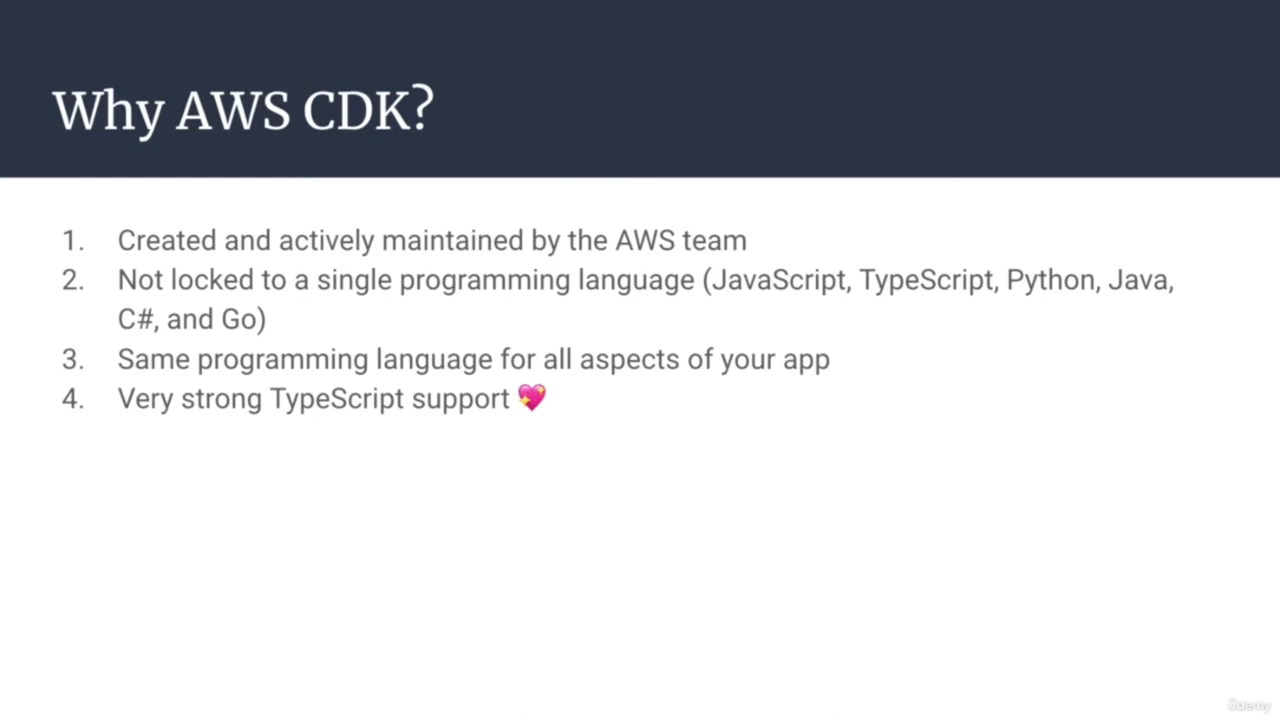 Why AWS CDK?
1. Created and actively maintained by the AWS team
2. Not locked to a single programming language (JavaScript, TypeScript, Python, Java,
C#, and Go)
3. Same programming language for all aspects of your app
4. Very strong TypeScript support 💖
Udemy